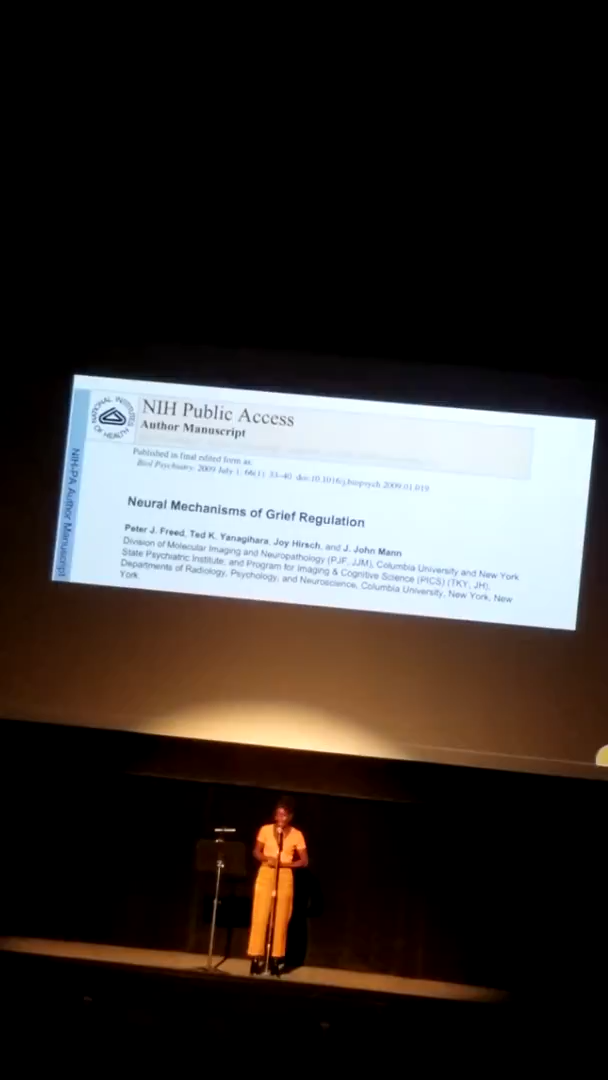 NATIONAL INSTITUTES OF HEALTH
NIH Public Access
Author Manuscript
Published in final edited form as:
Biol Psychiatry. 2009 July 1; 66(1): 33–40. doi:10.1016/j.biopsych.2009.01.019.
NIH-PA Author Manuscript
Neural Mechanisms of Grief Regulation
Peter J. Freed, Ted K. Yanagihara, Joy Hirsch, and J. John Mann
Division of Molecular Imaging and Neuropathology (PJF, JJM), Columbia University and New York
State Psychiatric Institute, and Program for Imaging & Cognitive Science (PICS) (TKY, JH),
Departments of Radiology, Psychology, and Neuroscience, Columbia University, New York, New
York